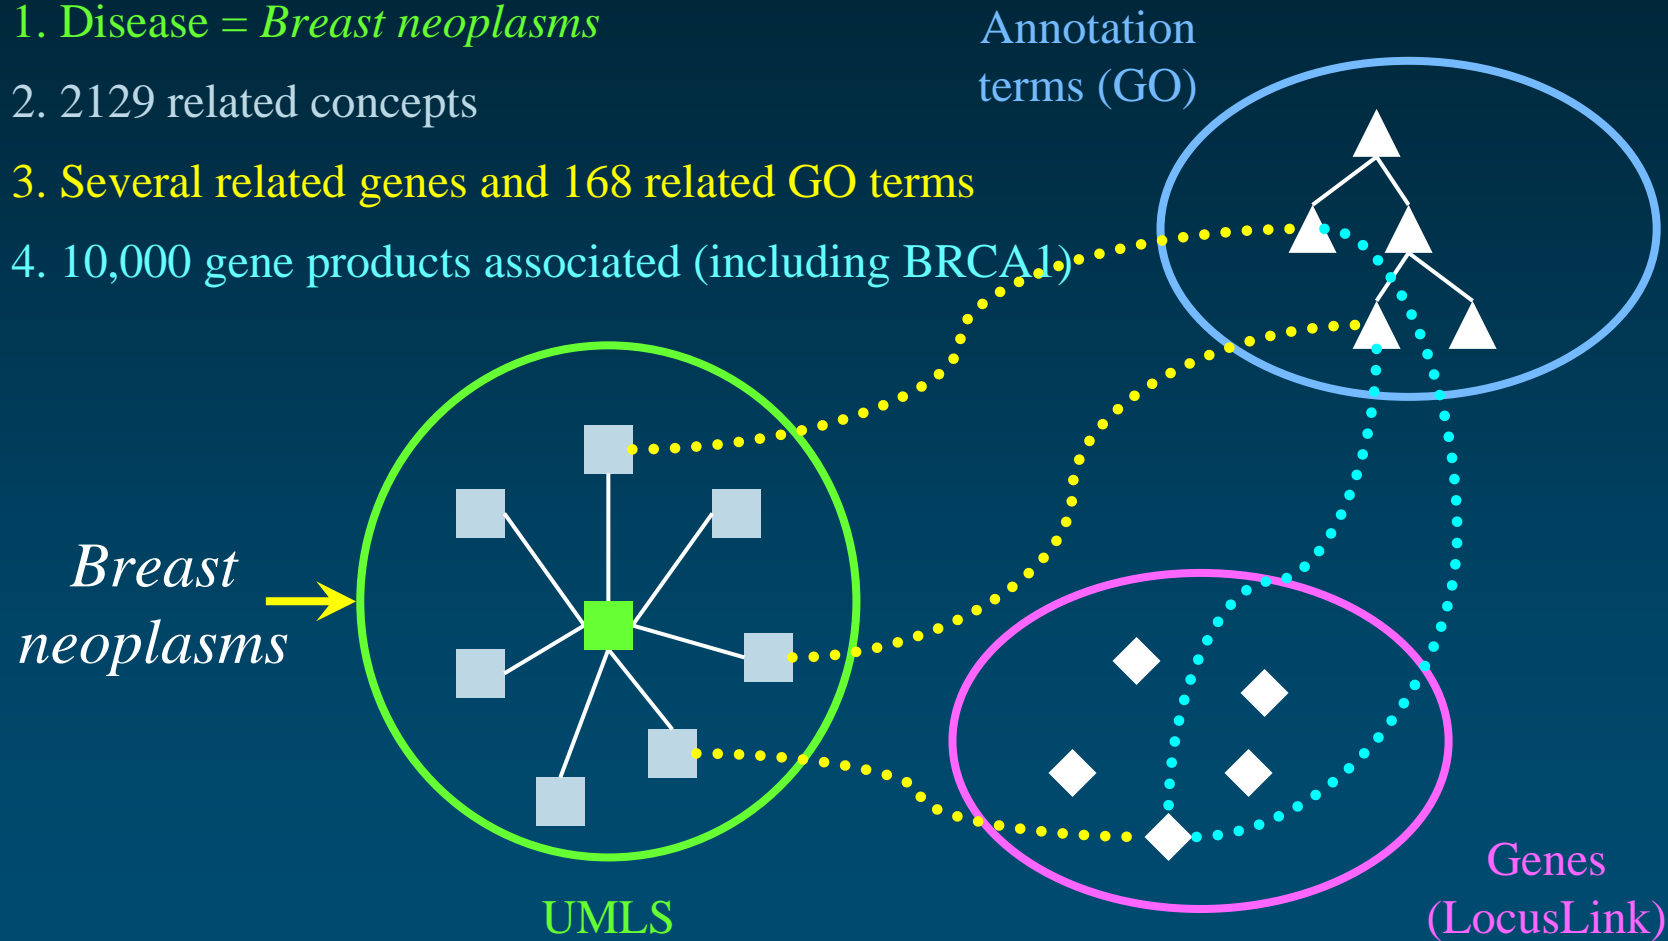 1. Disease = Breast neoplasms
2. 2129 related concepts
3. Several related genes and 168 related GO terms
4. 10,000 gene products associated (including BRCA1)
Annotation
terms (GO)
Breast
neoplasms
UMLS
Genes
(LocusLink)